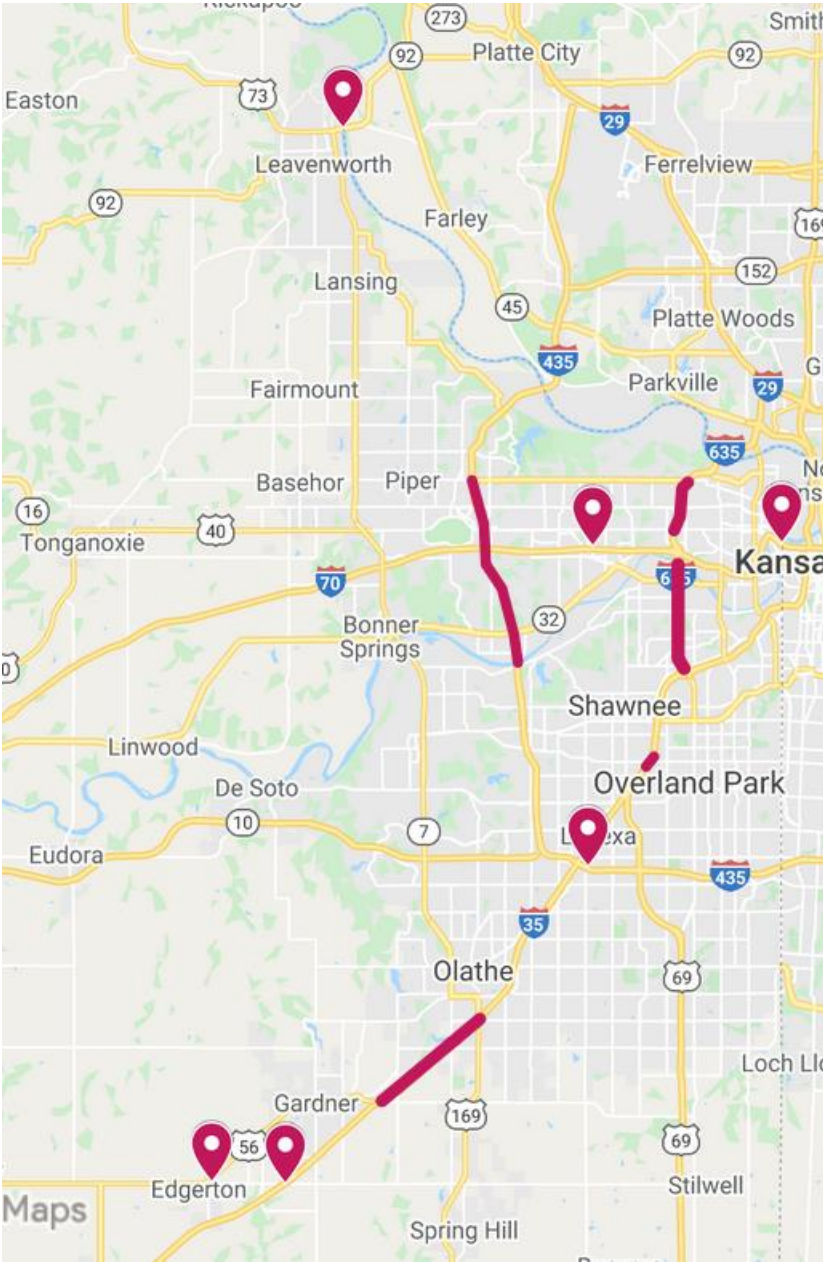 273
Smith
92
Platte City
92
73
Easton
29
Leavenworth
Ferrelview
92
Farley
169
152
Lansing
45
Platte Woods
435
G
29
Parkville
Fairmount
635
No
Basehor
Piper
ns
16
40
Tonganoxie
Kansa
70
32
Bonner
Springs
Shawnee
Linwood
Overland Park
De Soto
10
7
Eudora
435
35
Olathe
69
Loch Llo
Gardner
169
56
69
Edgerton
Stilwell
Maps
Spring Hill